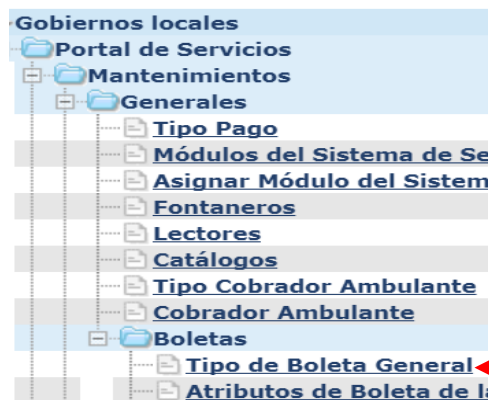 Gobiernos locales
Portal de Servicios
Mantenimientos
Generales
Tipo Pago
Módulos del Sistema de Se
Asignar Módulo del Sistem
Fontaneros
Lectores
Catálogos
Tipo Cobrador Ambulante
Cobrador Ambulante
Boletas
Tipo de Boleta General
Atributos de Boleta de la